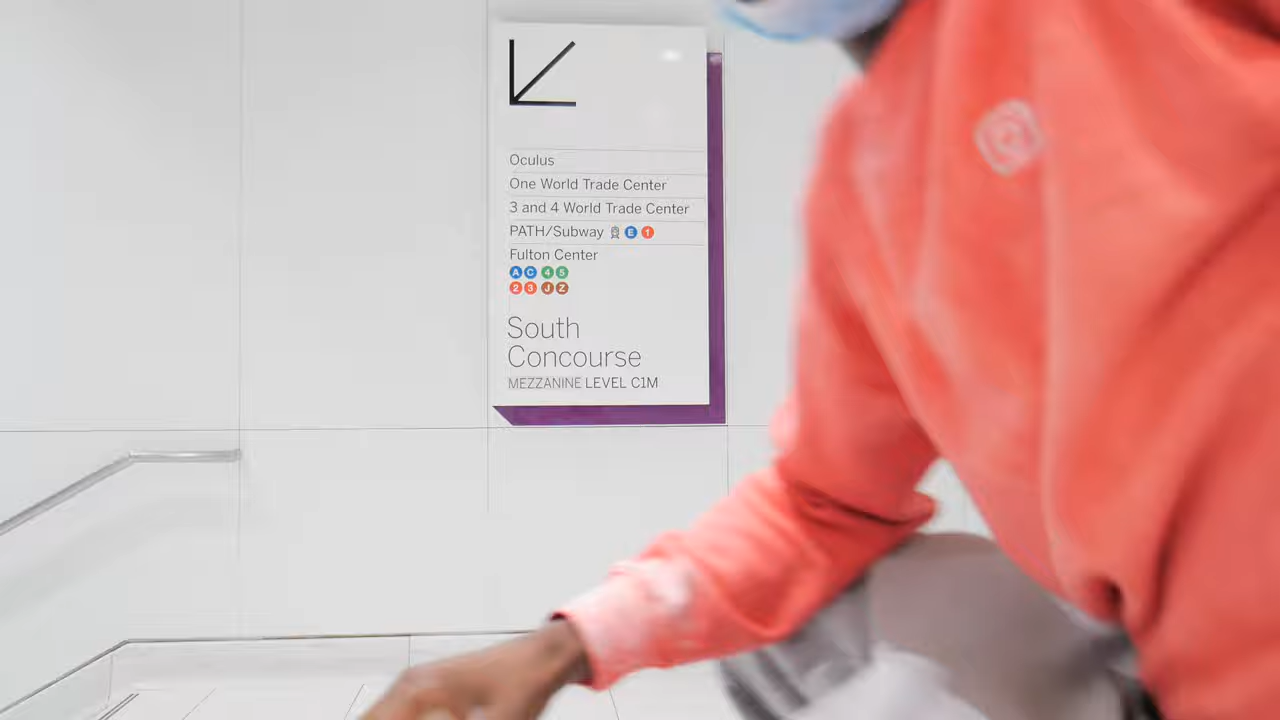 Oculus
One World Trade Center
3 and 4 World Trade Center
PATH/Subway E 1
Fulton Center
A C 4 5
2 3 J Z
South
Concourse
MEZZANINE LEVEL C1M